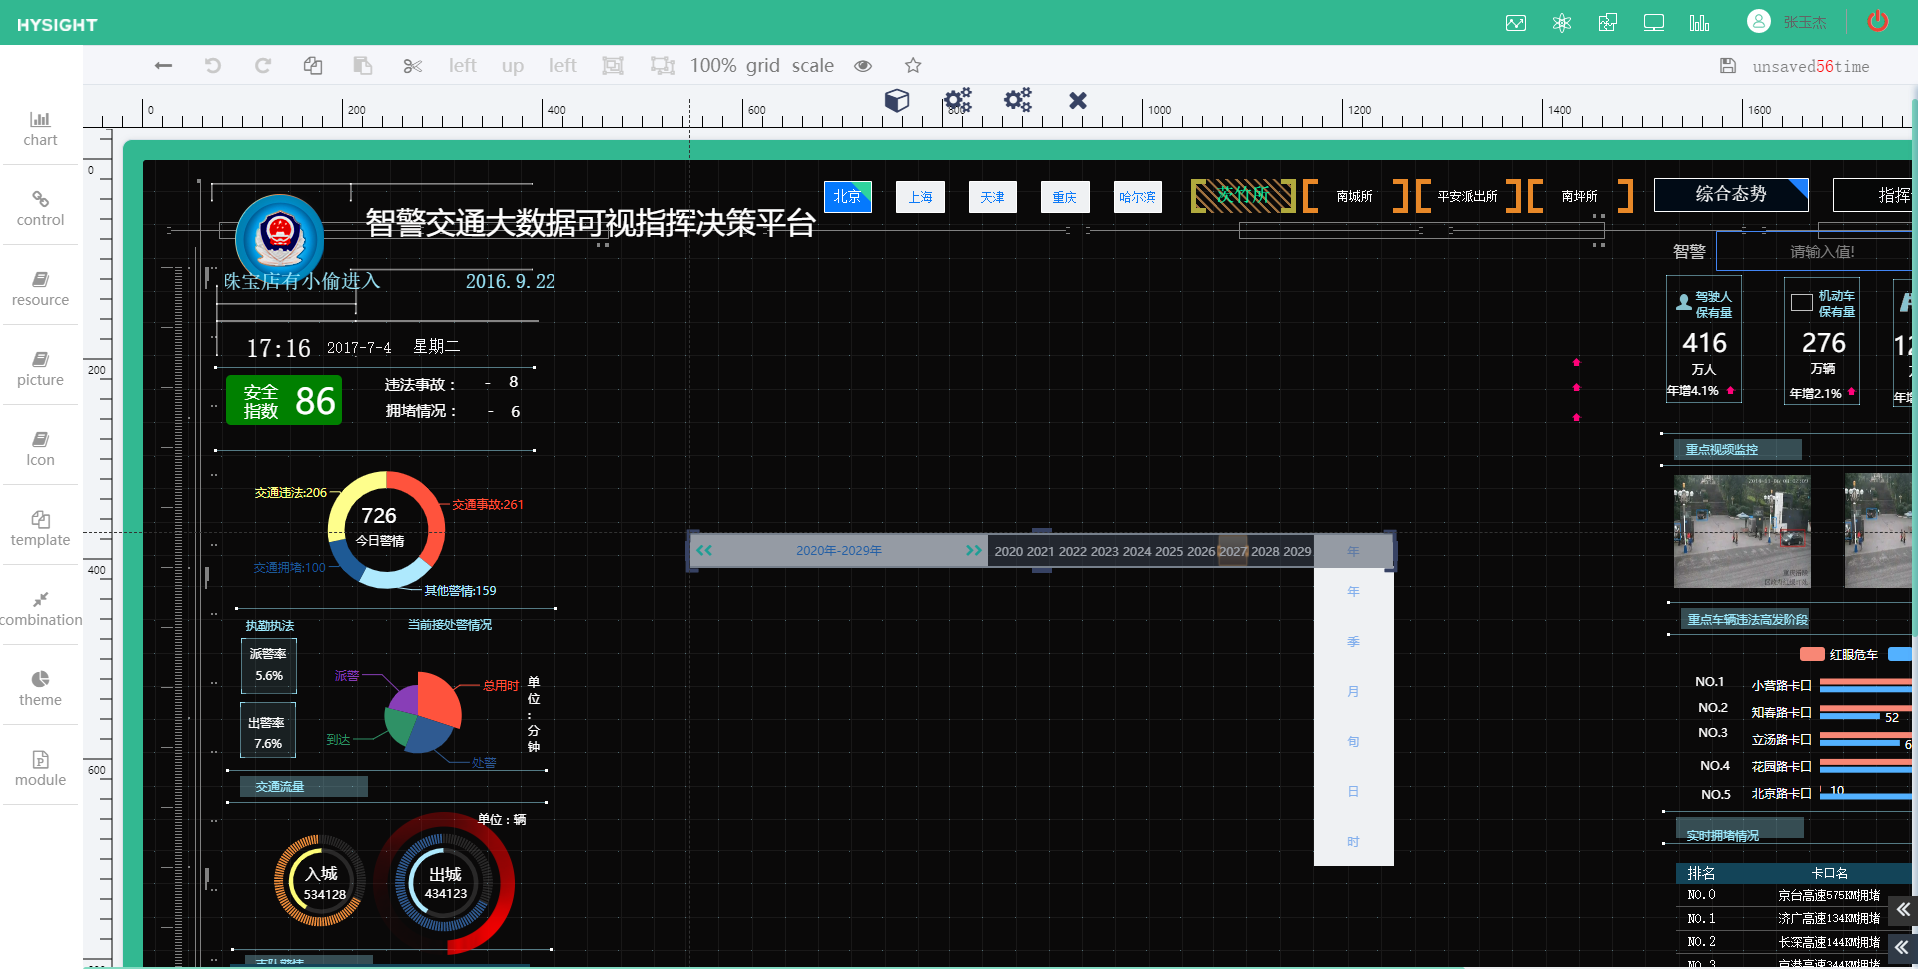 HYSIGHT
张玉杰
left up left 100% grid scale
unsaved56time
chart
control
resource
picture
Icon
template
combination
theme
module
0 200 400 600 800 1000 1200 1400 1600
0
200
400
600
北京 上海 天津 重庆 哈尔滨 茨竹所 南城所 平安派出所 南坪所 综合态势 指挥
智警交通大数据可视指挥决策平台
珠宝店有小偷进入 2016.9.22
智警 请输入值!
17:16 2017-7-4 星期二
安全指数 86
违法事故： - 8
拥堵情况： - 6
驾驶人保有量
416
万人
年增4.1%
机动车保有量
276
万辆
年增2.1%
12
年增
重点视频监控
交通违法:206
交通事故:261
726
今日警情
交通拥堵:100
其他警情:159
2020年-2029年 2020 2021 2022 2023 2024 2025 2026 2027 2028 2029 年
年
季
月
旬
日
时
执勤执法
当前接处警情况
派警率
5.6%
出警率
7.6%
派警
总用时
到达
处警
单位:分钟
重点车辆违法高发阶段
红眼危车
NO.1 小营路卡口
NO.2 知春路卡口 52
NO.3 立汤路卡口 6
NO.4 花园路卡口
NO.5 北京路卡口 10
交通流量
单位：辆
入城
534128
出城
434123
实时拥堵情况
排名 卡口名
NO.0 京台高速575KM拥堵
NO.1 济广高速134KM拥堵
NO.2 长深高速144KM拥堵
NO.3 京港高速344KM拥堵